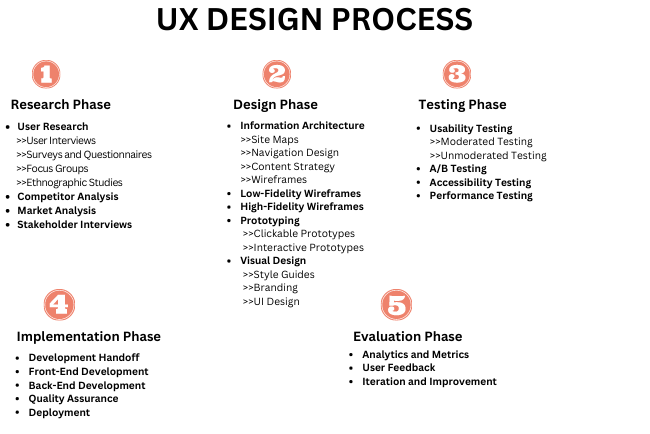 UX DESIGN PROCESS
1
Research Phase
• User Research
>>User Interviews
>>Surveys and Questionnaires
>>Focus Groups
>>Ethnographic Studies
• Competitor Analysis
• Market Analysis
• Stakeholder Interviews
2
Design Phase
• Information Architecture
>>Site Maps
>>Navigation Design
>>Content Strategy
>>Wireframes
• Low-Fidelity Wireframes
• High-Fidelity Wireframes
• Prototyping
>>Clickable Prototypes
>>Interactive Prototypes
• Visual Design
>>Style Guides
>>Branding
>>UI Design
3
Testing Phase
• Usability Testing
>>Moderated Testing
>>Unmoderated Testing
• A/B Testing
• Accessibility Testing
• Performance Testing
4
Implementation Phase
• Development Handoff
• Front-End Development
• Back-End Development
• Quality Assurance
• Deployment
5
Evaluation Phase
• Analytics and Metrics
• User Feedback
• Iteration and Improvement